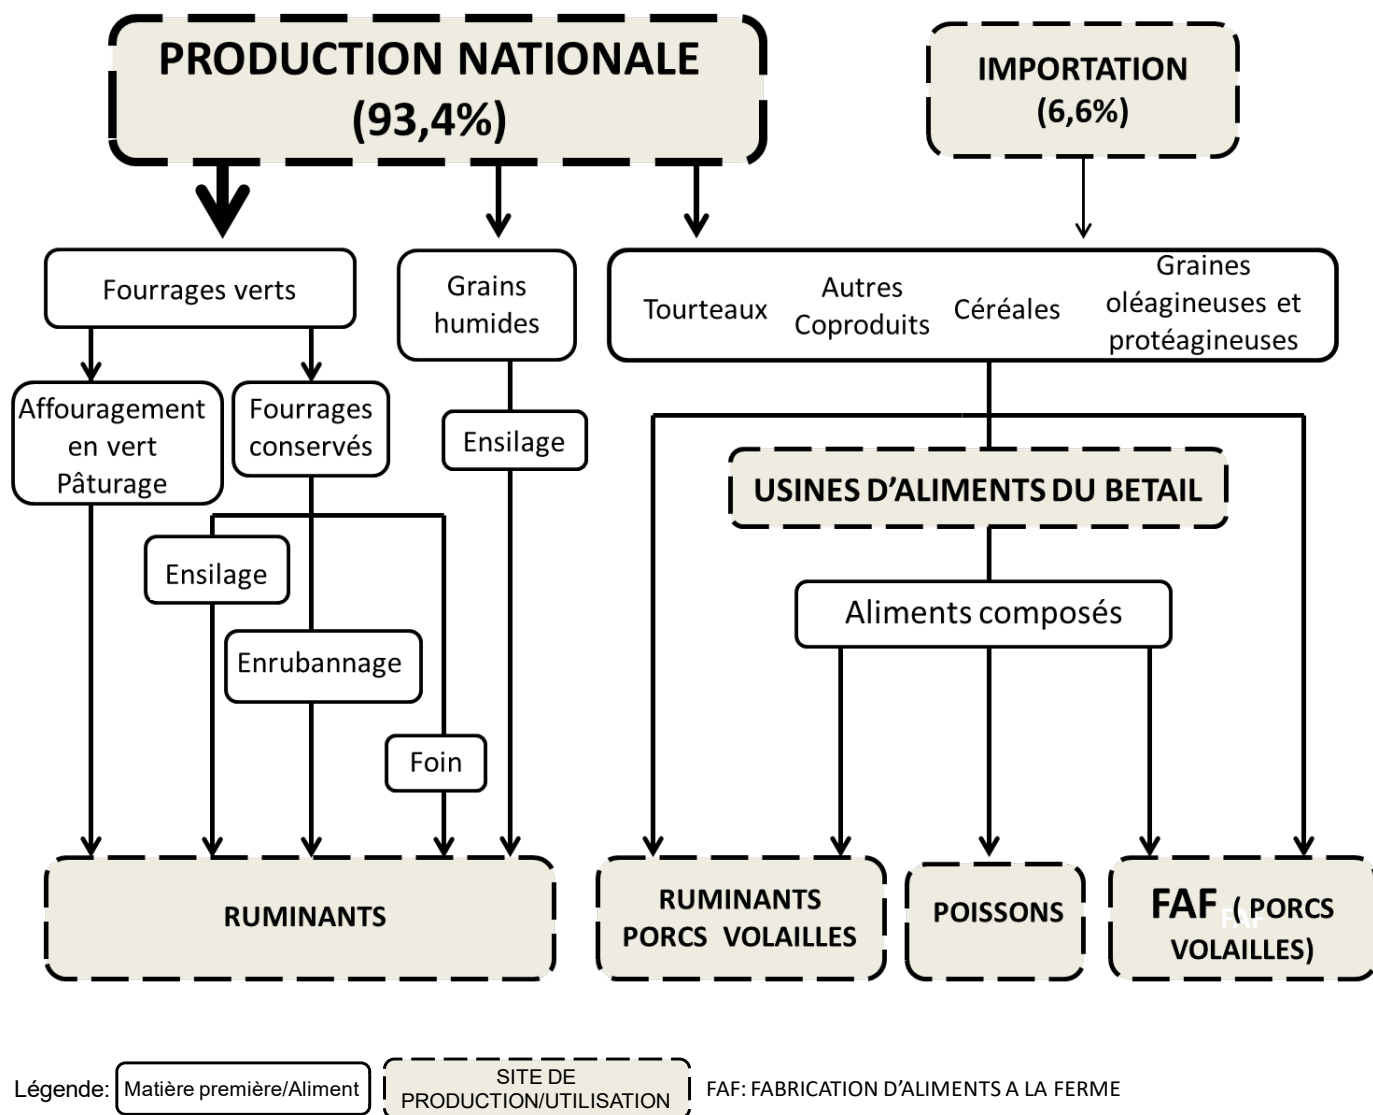 PRODUCTION NATIONALE
(93,4%)
IMPORTATION
(6,6%)
Fourrages verts
Grains
humides
Tourteaux
Autres
Coproduits
Céréales
Graines
oléagineuses et
protéagineuses
Affouragement
en vert
Pâturage
Fourrages
conservés
Ensilage
USINES D’ALIMENTS DU BETAIL
Ensilage
Aliments composés
Enrubannage
Foin
RUMINANTS
RUMINANTS
PORCS VOLAILLES
POISSONS
FAF ( PORCS
FAF
VOLAILLES)
Légende:
Matière première/Aliment
SITE DE
PRODUCTION/UTILISATION
FAF: FABRICATION D’ALIMENTS A LA FERME